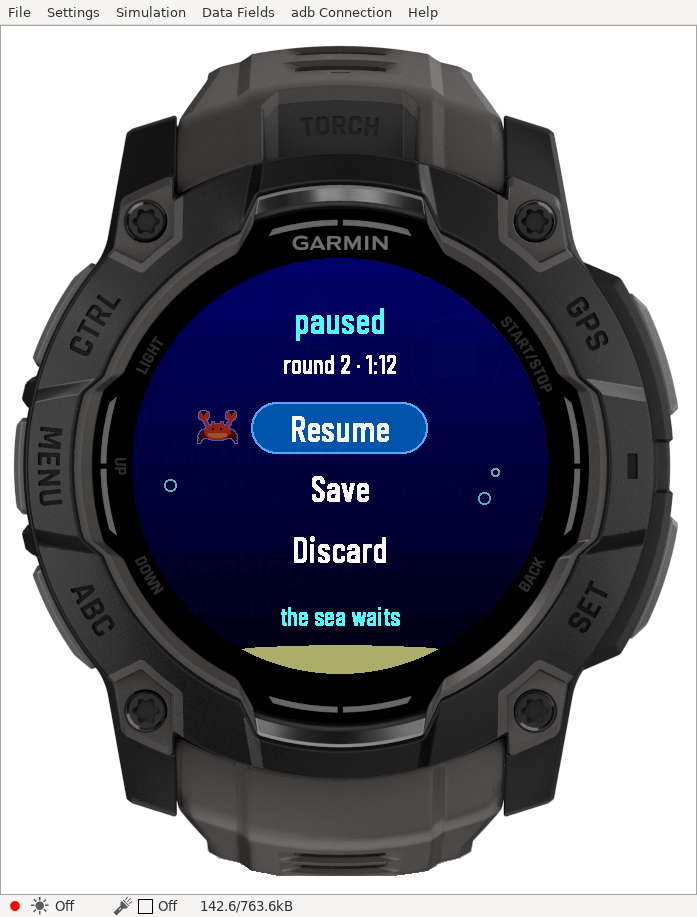 File Settings Simulation Data Fields adb Connection Help
TORCH
GARMIN
CTRL
GPS
LIGHT
START/STOP
paused
round 2 · 1:12
Resume
MENU
UP
Save
Discard
DOWN
BACK
ABC
SET
the sea waits
Off Off 142.6/763.6kB